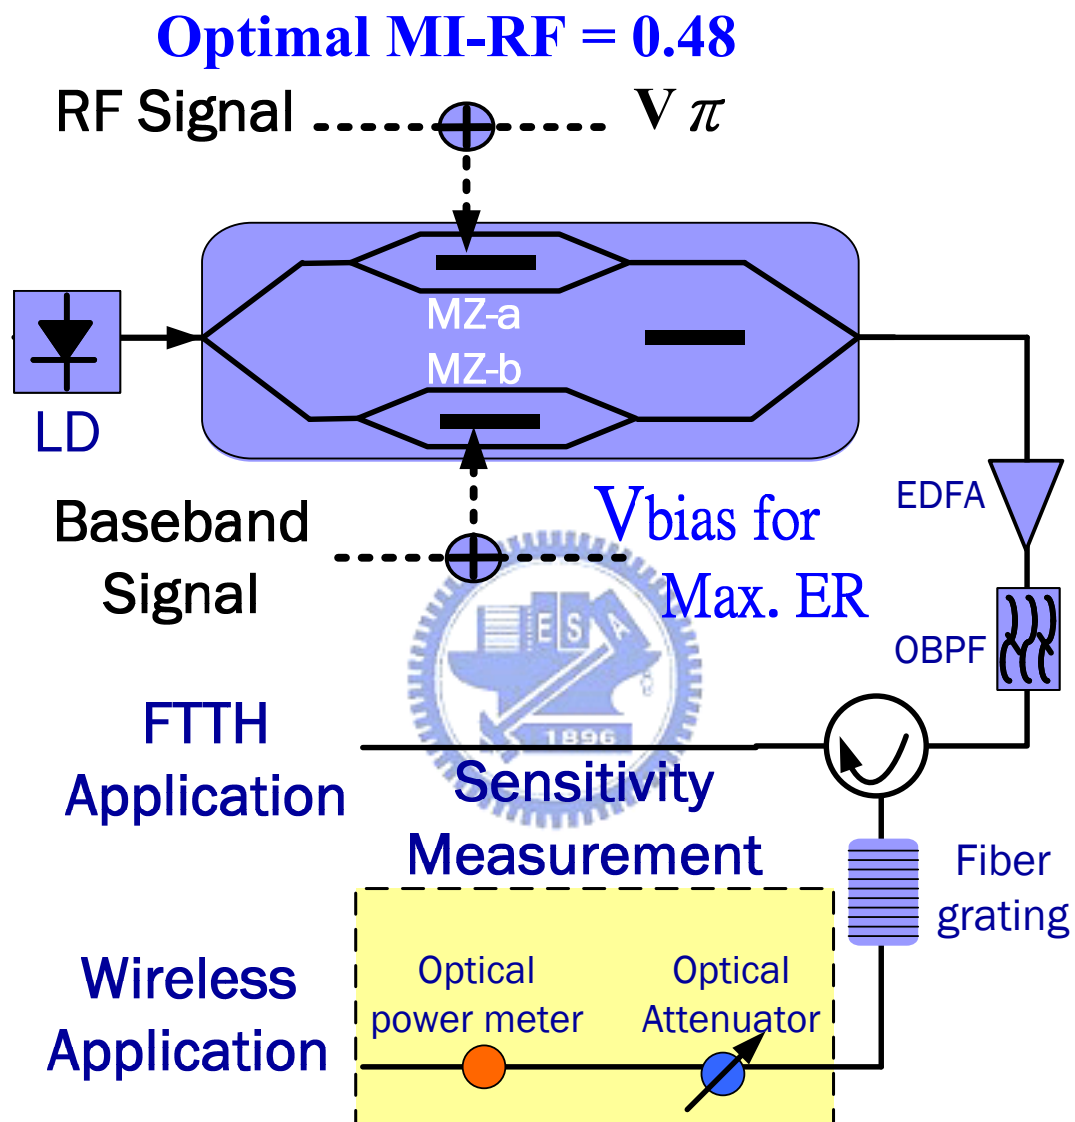 Optimal MI-RF = 0.48
RF Signal
V π
MZ-a
MZ-b
LD
Baseband
Signal
Vbias for
Max. ER
EDFA
OBPF
E S A
1896
FTTH
Application
Sensitivity
Measurement
Fiber
grating
Wireless
Application
Optical
power meter
Optical
Attenuator